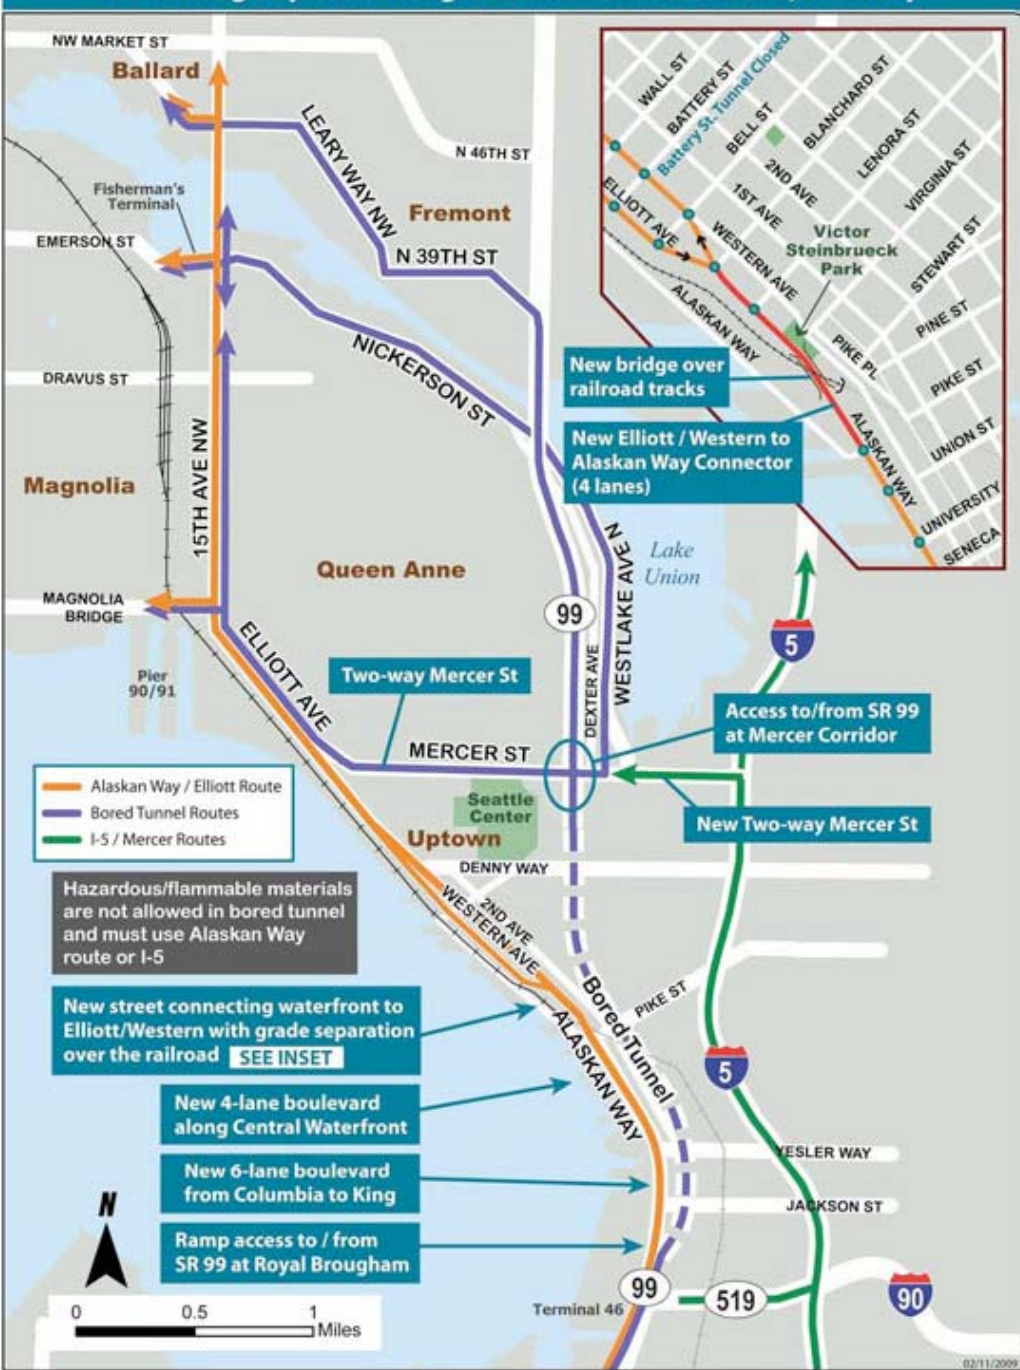 NW MARKET ST
Ballard
LEARY WAY NW
N 46TH ST
Fisherman's
Terminal
Fremont
EMERSON ST
N 39TH ST
NICKERSON ST
DRAVUS ST
15TH AVE NW
Magnolia
Queen Anne
Lake
Union
WESTLAKE AVE N
99
DEXTER AVE
MAGNOLIA
BRIDGE
ELLIOTT AVE
Pier
90/91
5
Two-way Mercer St
Access to/from SR 99
at Mercer Corridor
MERCER ST
Seattle
Center
New Two-way Mercer St
Uptown
DENNY WAY
Alaskan Way / Elliott Route
Bored Tunnel Routes
I-5 / Mercer Routes
Hazardous/flammable materials
are not allowed in bored tunnel
and must use Alaskan Way
route or I-5
2ND AVE
WESTERN AVE
Bored Tunnel
PIKE ST
ALASKAN WAY
New street connecting waterfront to
Elliott/Western with grade separation
over the railroad SEE INSET
5
New 4-lane boulevard
along Central Waterfront
YESLER WAY
New 6-lane boulevard
from Columbia to King
JACKSON ST
Ramp access to / from
SR 99 at Royal Brougham
N
0 0.5 1
Miles
Terminal 46
99
519
90
02/11/2009
WALL ST
BATTERY ST
Battery St. Tunnel Closed
BELL ST
BLANCHARD ST
LENORA ST
VIRGINIA ST
2ND AVE
1ST AVE
ELLIOTT AVE
WESTERN AVE
Victor
Steinbrueck
Park
STEWART ST
ALASKAN WAY
PINE ST
PIKE PL
PIKE ST
New bridge over
railroad tracks
New Elliott / Western to
Alaskan Way Connector
(4 lanes)
ALASKAN WAY
UNION ST
UNIVERSITY
SENECA